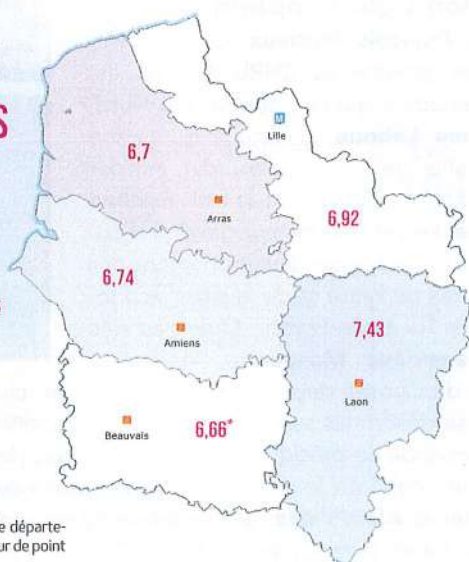 S
M
Lille
6,7
Arras
6,92
6,74
Amiens
7,43
Laon
Beauvais
6,66*
e départe-
ur de point